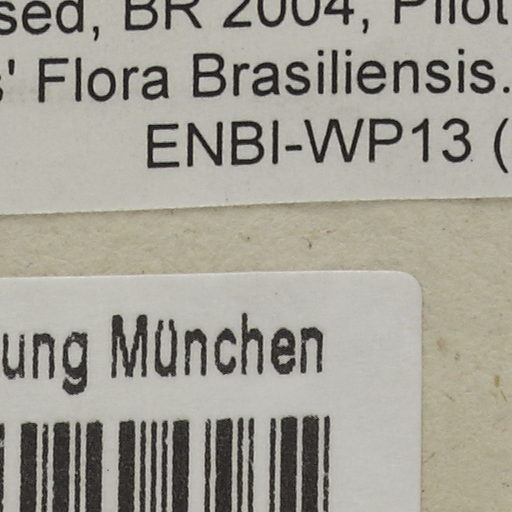 sed, BR 2004, Pilot
s' Flora Brasiliensis.
ENBI-WP13 (
ung München